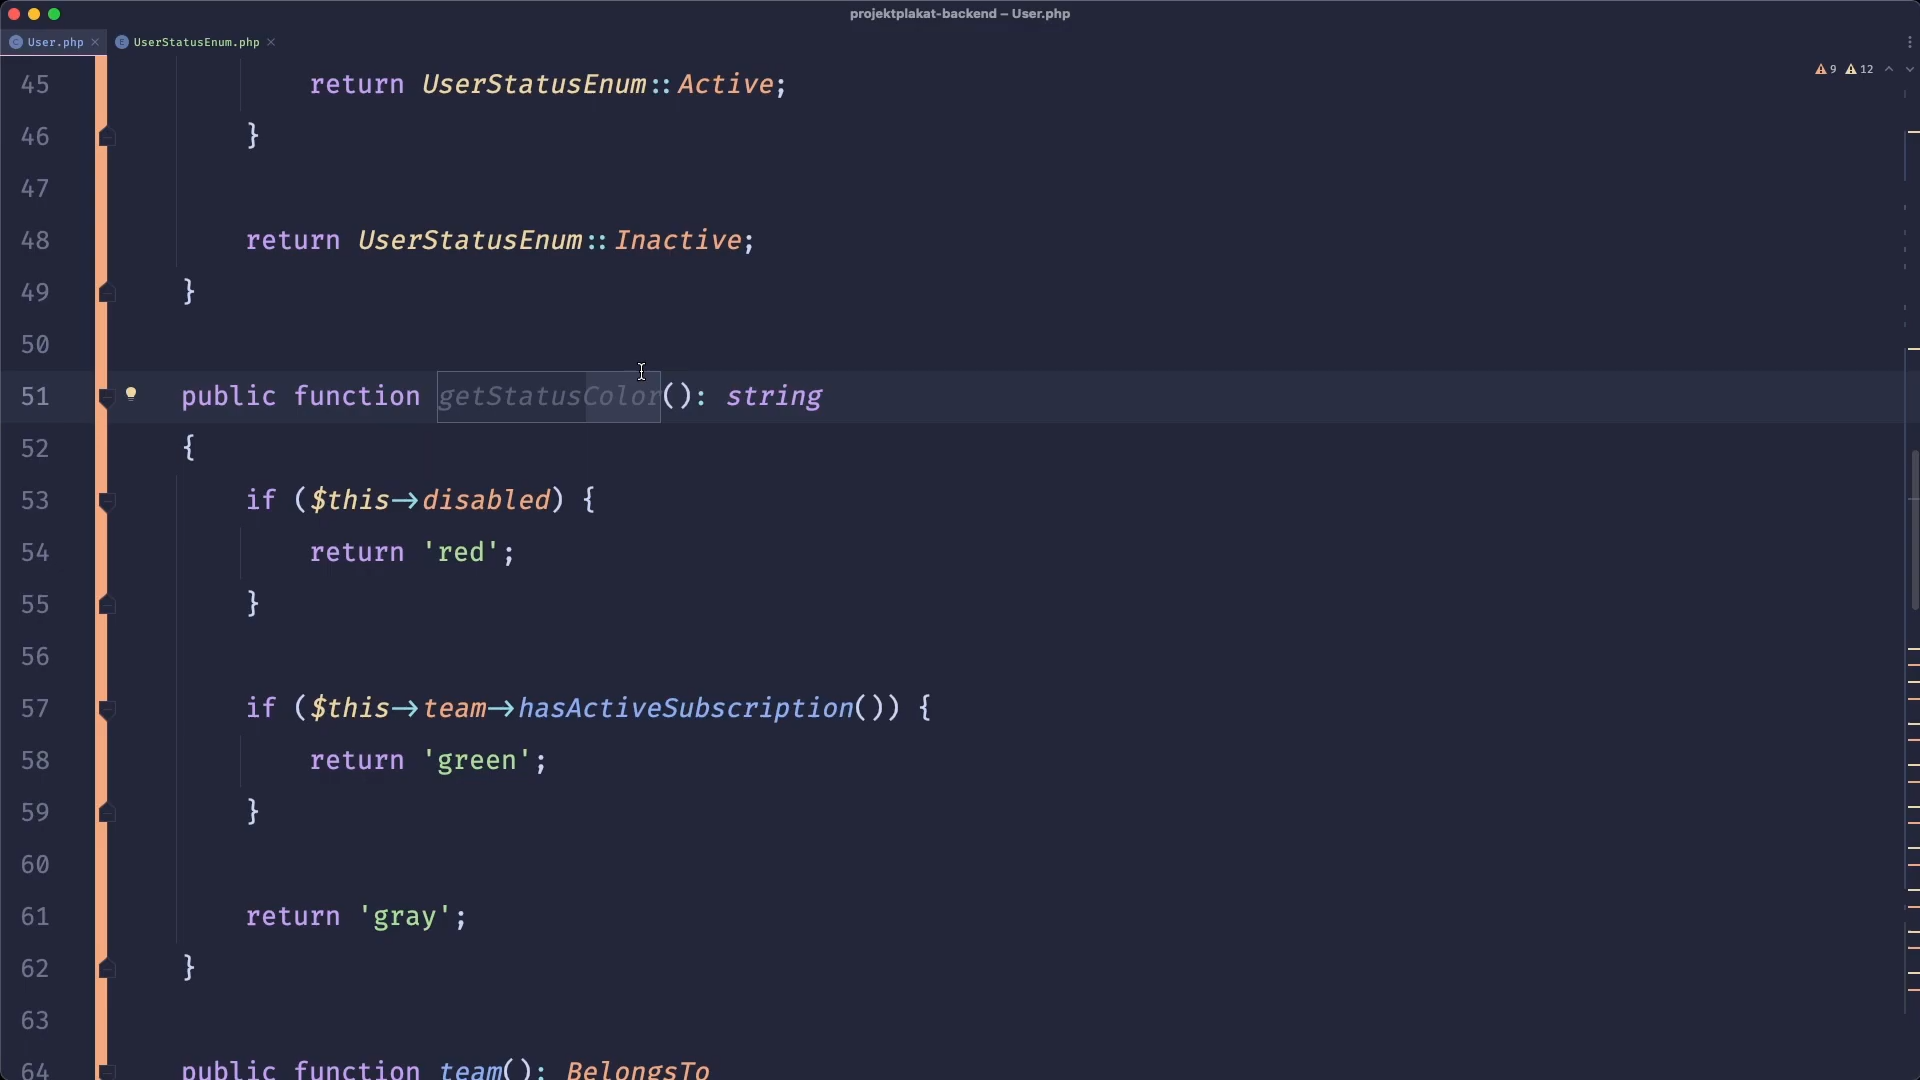 projektplakat-backend – User.php
User.php UserStatusEnum.php
9 12
45 return UserStatusEnum::Active;
46 }
47
48 return UserStatusEnum::Inactive;
49 }
50
51 public function getStatusColor(): string
52 {
53 if ($this->disabled) {
54 return 'red';
55 }
56
57 if ($this->team->hasActiveSubscription()) {
58 return 'green';
59 }
60
61 return 'gray';
62 }
63
64 public function team(): BelongsTo